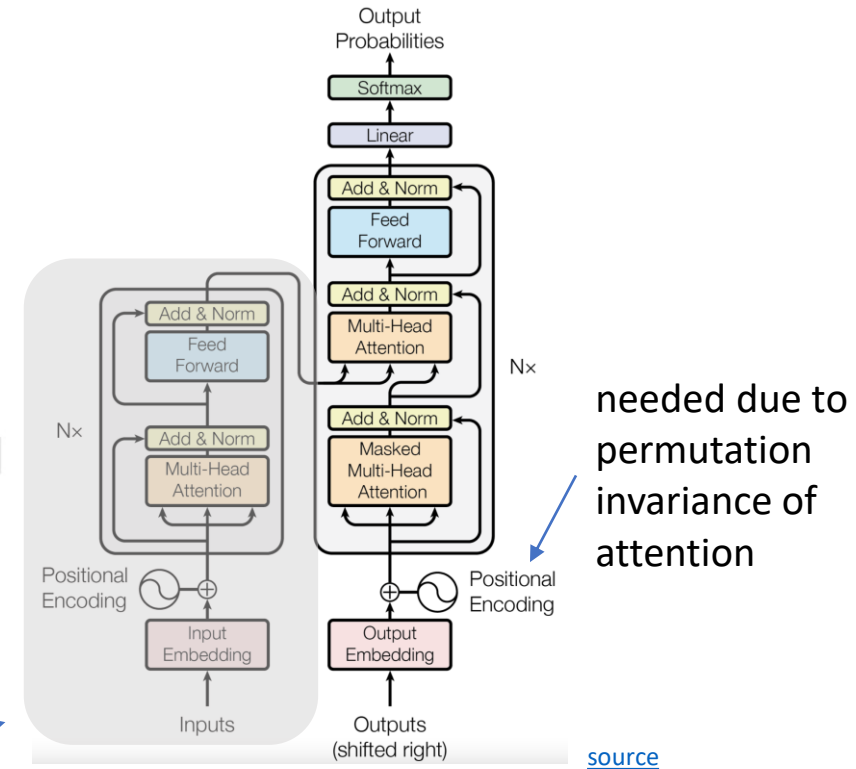 Output
Probabilities
Softmax
Linear
Add & Norm
Feed
Forward
Add & Norm
Multi-Head
Attention
Nx
Add & Norm
Masked
Multi-Head
Attention
Positional
Encoding
Output
Embedding
Outputs
(shifted right)
Add & Norm
Feed
Forward
Nx
Add & Norm
Multi-Head
Attention
Positional
Encoding
Input
Embedding
Inputs
needed due to
permutation
invariance of
attention
source